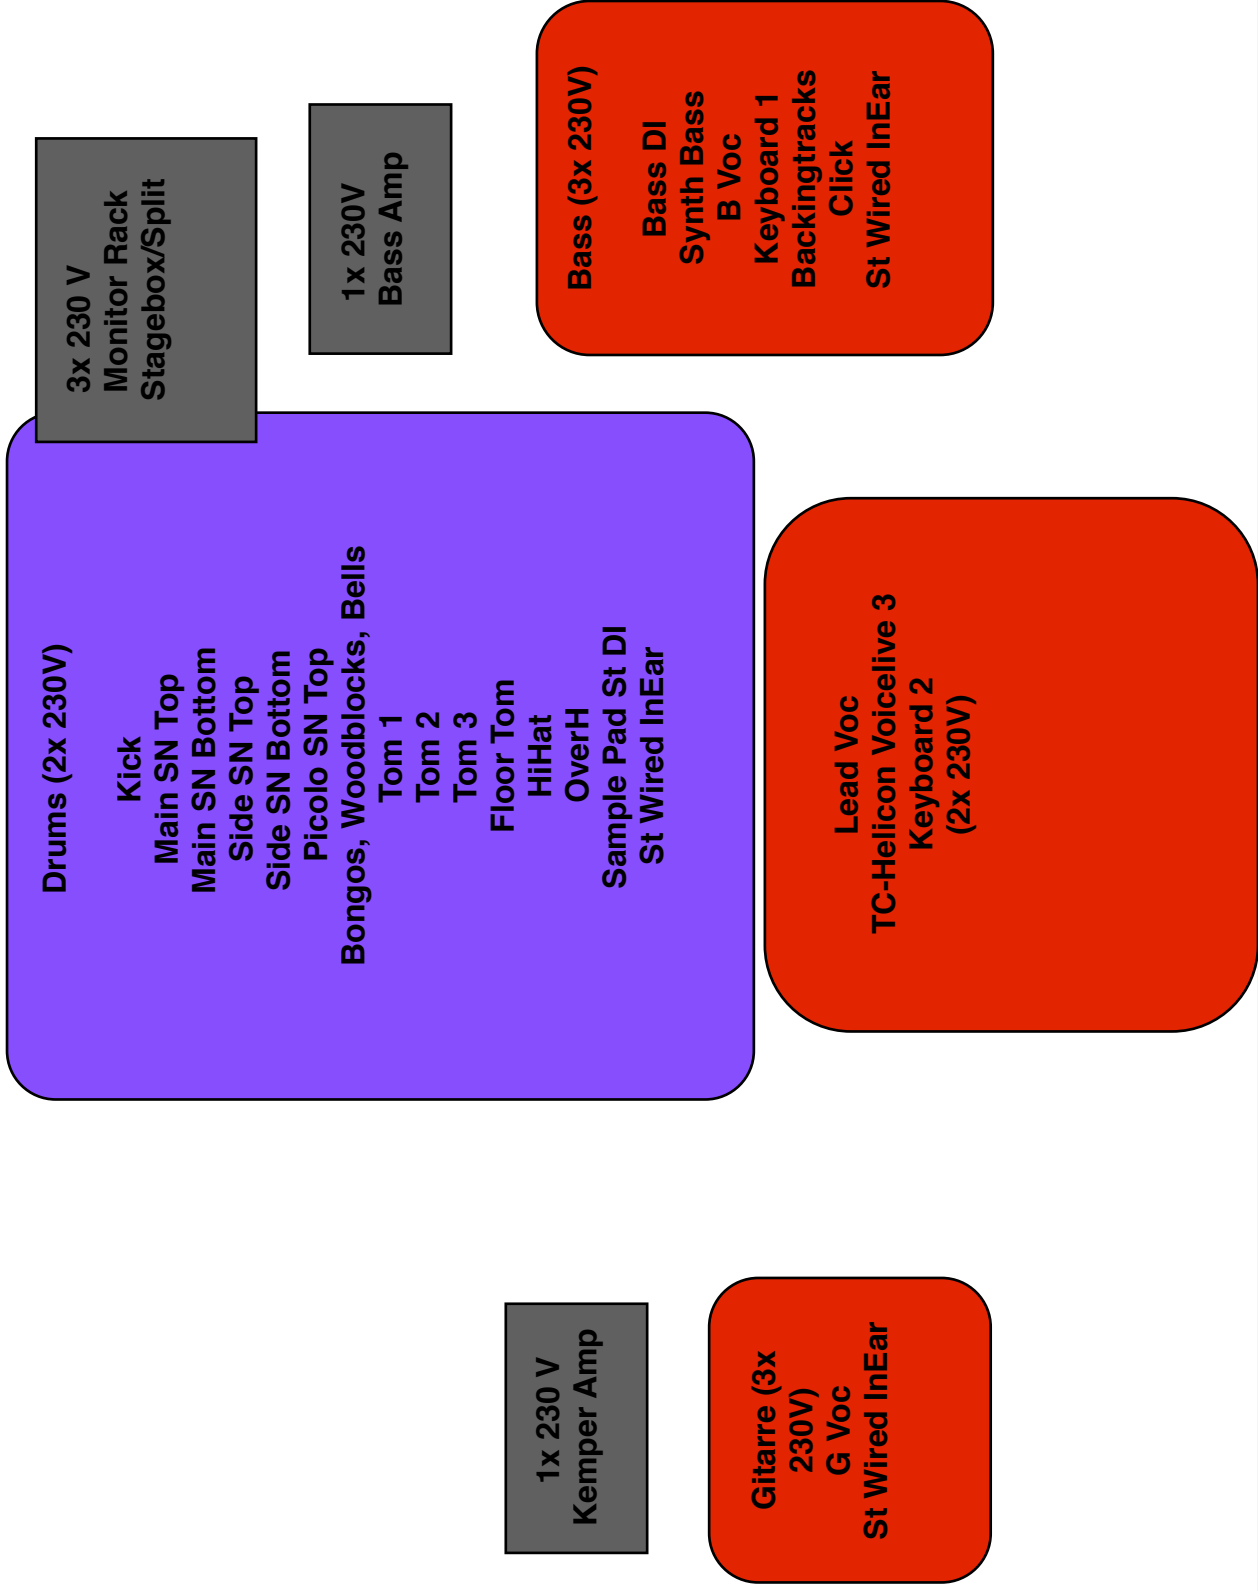 3x 230 V
Monitor Rack
Stagebox/Split
1x 230V
Bass Amp
Bass (3x 230V)
Bass DI
Synth Bass
B Voc
Keyboard 1
Backingtracks
Click
St Wired InEar
Drums (2x 230V)
Kick
Main SN Top
Main SN Bottom
Side SN Top
Side SN Bottom
Picolo SN Top
Bongos, Woodblocks, Bells
Tom 1
Tom 2
Tom 3
Floor Tom
HiHat
OverH
Sample Pad St DI
St Wired InEar
Lead Voc
TC-Helicon Voicelive 3
Keyboard 2
(2x 230V)
1x 230 V
Kemper Amp
Gitarre (3x
230V)
G Voc
St Wired InEar